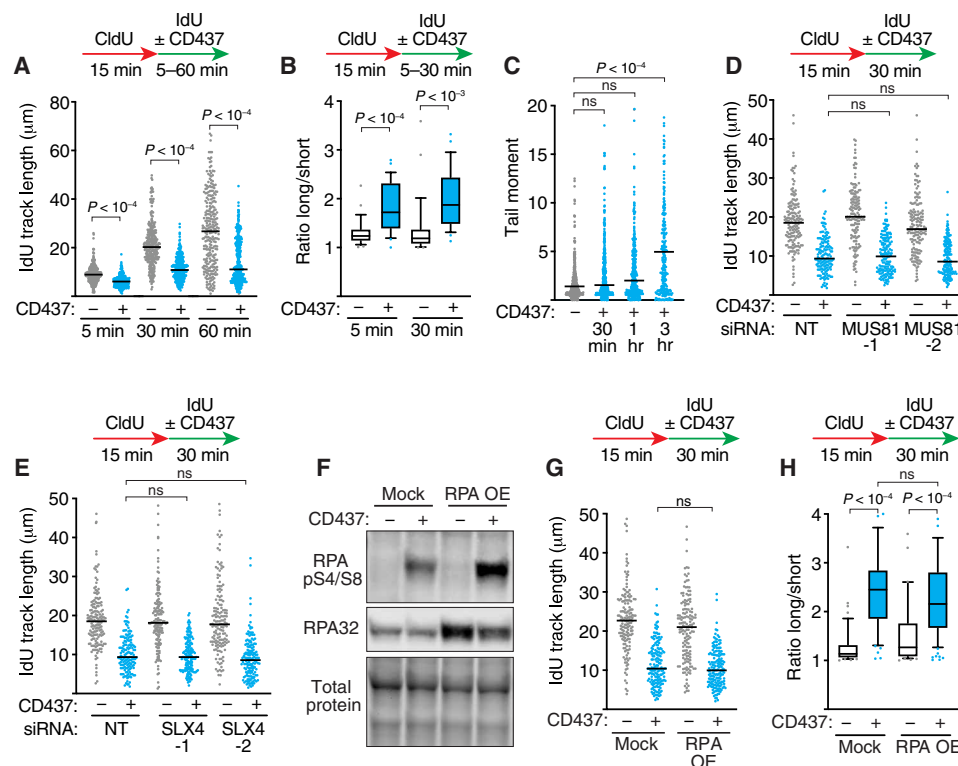 A
CldU
IdU
± CD437
15 min
5–60 min
IdU track length (μm)
80
60
40
20
0
P < 10⁻⁴
P < 10⁻⁴
P < 10⁻⁴
CD437: – + – + – +
5 min 30 min 60 min
B
CldU
IdU
± CD437
15 min
5–30 min
Ratio long/short
4
3
2
1
0
P < 10⁻⁴
P < 10⁻³
CD437: – + – +
5 min 30 min
C
P < 10⁻⁴
ns
ns
Tail moment
20
15
10
5
0
CD437: – + + +
30 1 3
min hr hr
D
CldU
IdU
± CD437
15 min
30 min
ns
ns
IdU track length (μm)
50
40
30
20
10
0
CD437: – + – + – +
siRNA: NT MUS81 MUS81
-1 -2
E
CldU
IdU
± CD437
15 min
30 min
ns
ns
IdU track length (μm)
50
40
30
20
10
0
CD437: – + – + – +
siRNA: NT SLX4 SLX4
-1 -2
F
Mock RPA OE
CD437: – + – +
RPA
pS4/S8
RPA32
Total
protein
G
CldU
IdU
± CD437
15 min
30 min
ns
IdU track length (μm)
50
40
30
20
10
0
CD437: – + – +
Mock RPA
OE
H
CldU
IdU
± CD437
15 min
30 min
ns
P < 10⁻⁴ P < 10⁻⁴
Ratio long/short
4
3
2
1
0
CD437: – + – +
Mock RPA OE